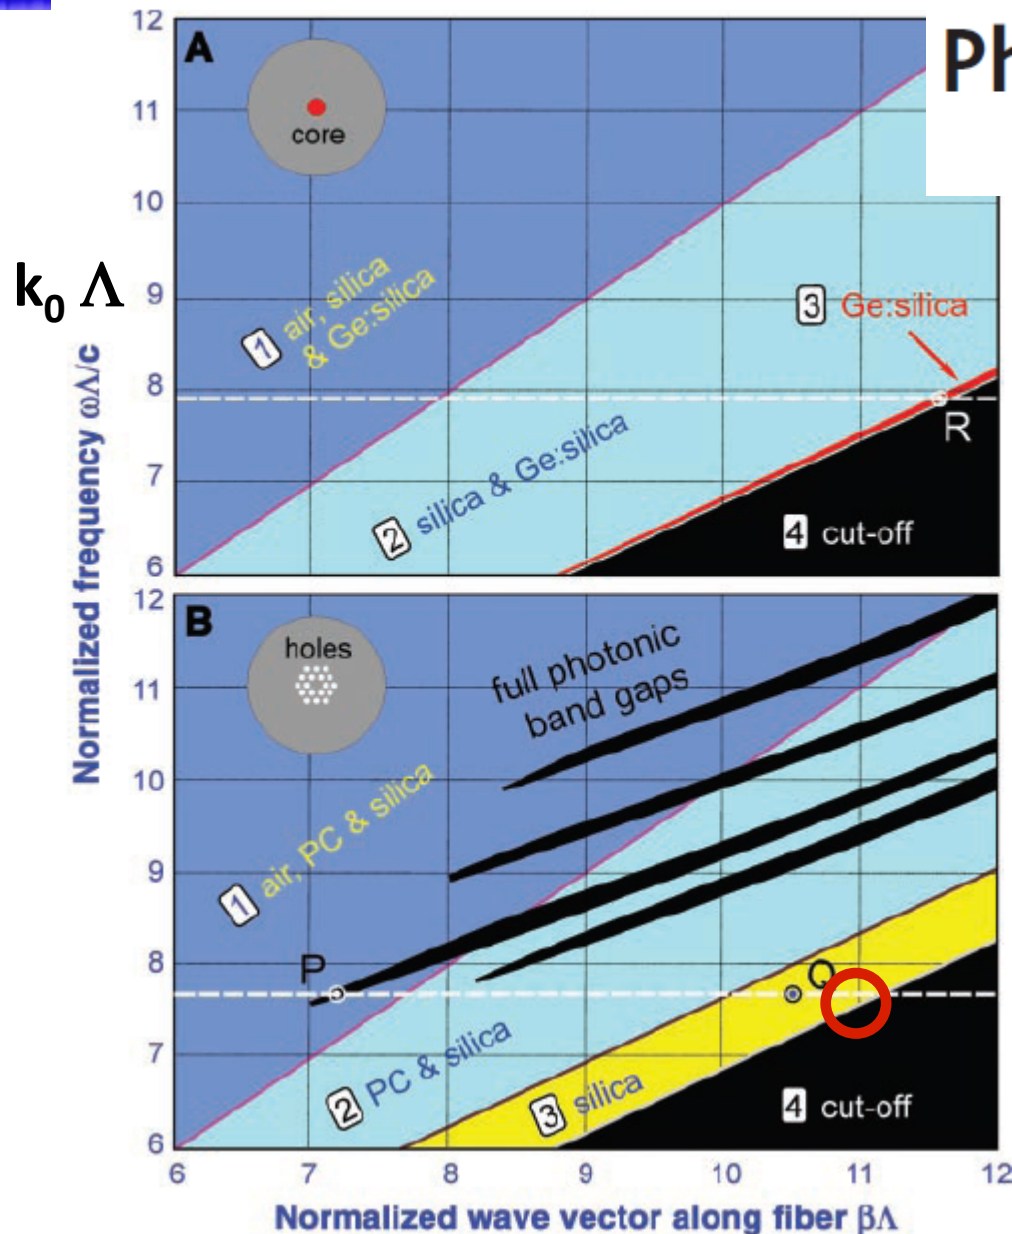 Ph
k₀ Λ
Normalized frequency ωΛ/c
12
11
10
9
8
7
6
A
core
1 air, silica
& Ge:silica
3 Ge:silica
R
2 silica & Ge:silica
4 cut-off
12
11
10
9
8
7
6
B
holes
full photonic
band gaps
1 air, PC & silica
P
Q
2 PC & silica
3 silica
4 cut-off
6 7 8 9 10 11 12
Normalized wave vector along fiber βΛ